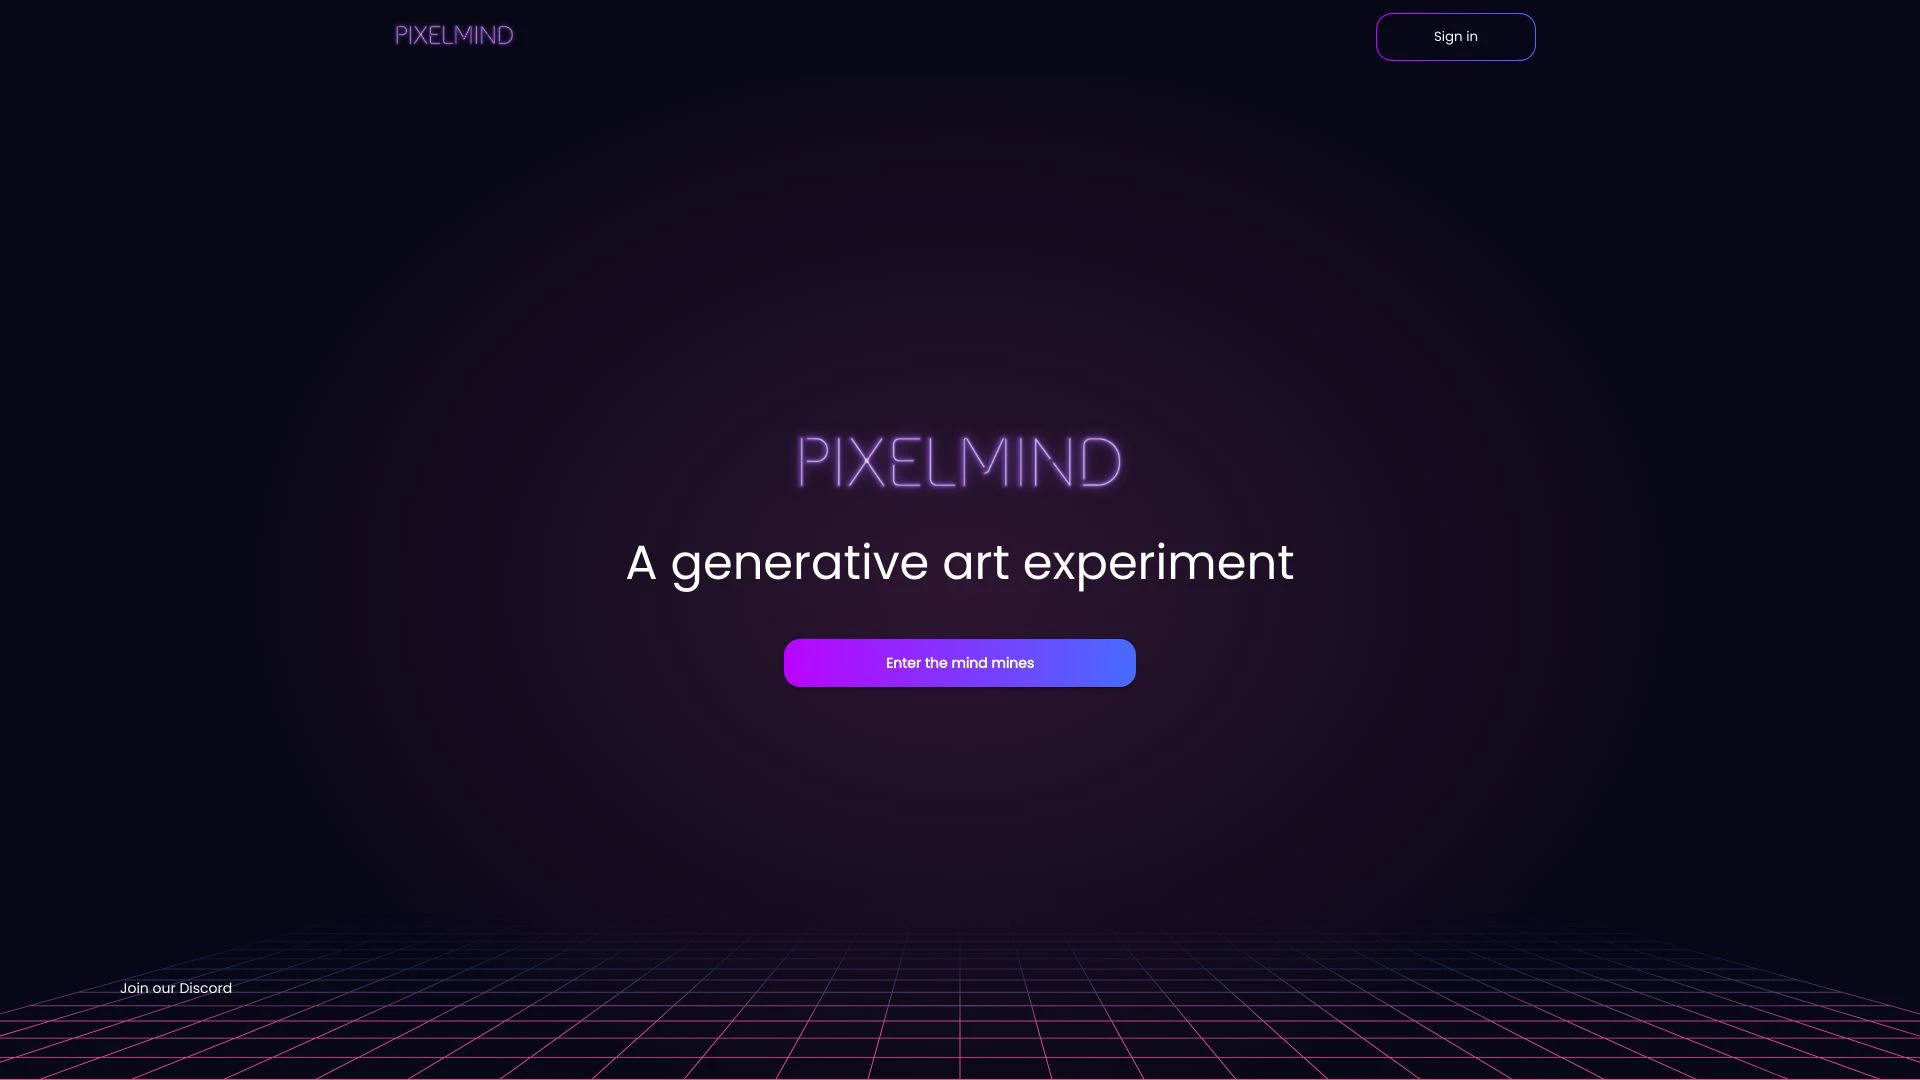 PIXELMIND
Sign in
PIXELMIND
A generative art experiment
Enter the mind mines
Join our Discord